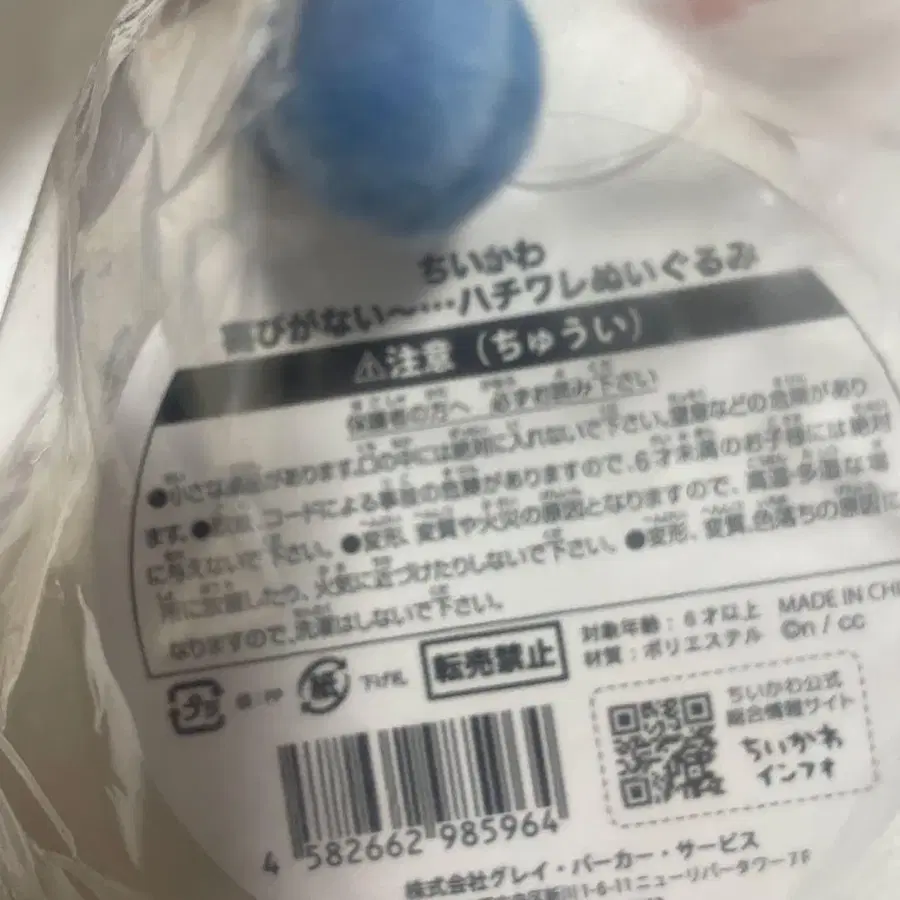 ちいかわ
喜びがない～…ハチワレぬいぐるみ
⚠注意（ちゅうい）
保護者の方へ 必ずお読み下さい
●小さな部品があります。口の中には絶対に入れないで下さい。窒息などの危険があり
ます。● コードによる事故の危険がありますので、6才未満のお子様には絶対
に与えないで下さい。●変形、変質や火災の原因となりますので、高温・多湿な場
所に放置したり、火気に近づけたりしないで下さい。●変形、変質、色落ちの原因に
なりますので、洗濯はしないで下さい。
プラ
紙 下げ札
転売禁止
対象年齢：6才以上 MADE IN CHI
材質：ポリエステル ©n / cc
ちいかわ公式
総合情報サイト
ちいかわ
インフォ
4 582662 985964
株式会社グレイ・パーカー・サービス
新川1-6-11ニューリバータワー7F